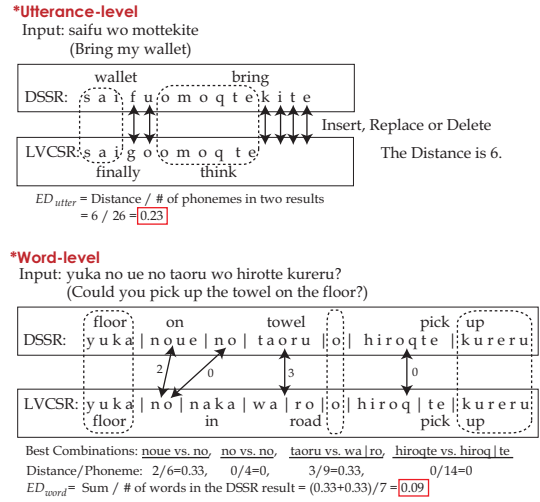 *Utterance-level
Input: saifu wo mottekite
(Bring my wallet)
wallet bring
DSSR: s a i f u o m o q t e k i t e
Insert, Replace or Delete
LVCSR: s a i g o o m o q t e
The Distance is 6.
finally think
ED utter = Distance / # of phonemes in two results
= 6 / 26 = 0.23
*Word-level
Input: yuka no ue no taoru wo hirotte kureru?
(Could you pick up the towel on the floor?)
floor on towel pick up
DSSR: y u k a | n o u e | n o | t a o r u | o | h i r o q t e | k u r e r u
2 0 3 0
LVCSR: y u k a | n o | n a k a | w a | r o | o | h i r o q | t e | k u r e r u
floor in road pick up
Best Combinations: noue vs. no, no vs. no, taoru vs. wa|ro, hiroqte vs. hiroq|te
Distance/Phoneme: 2/6=0.33, 0/4=0, 3/9=0.33, 0/14=0
ED word = Sum / # of words in the DSSR result = (0.33+0.33)/7 = 0.09